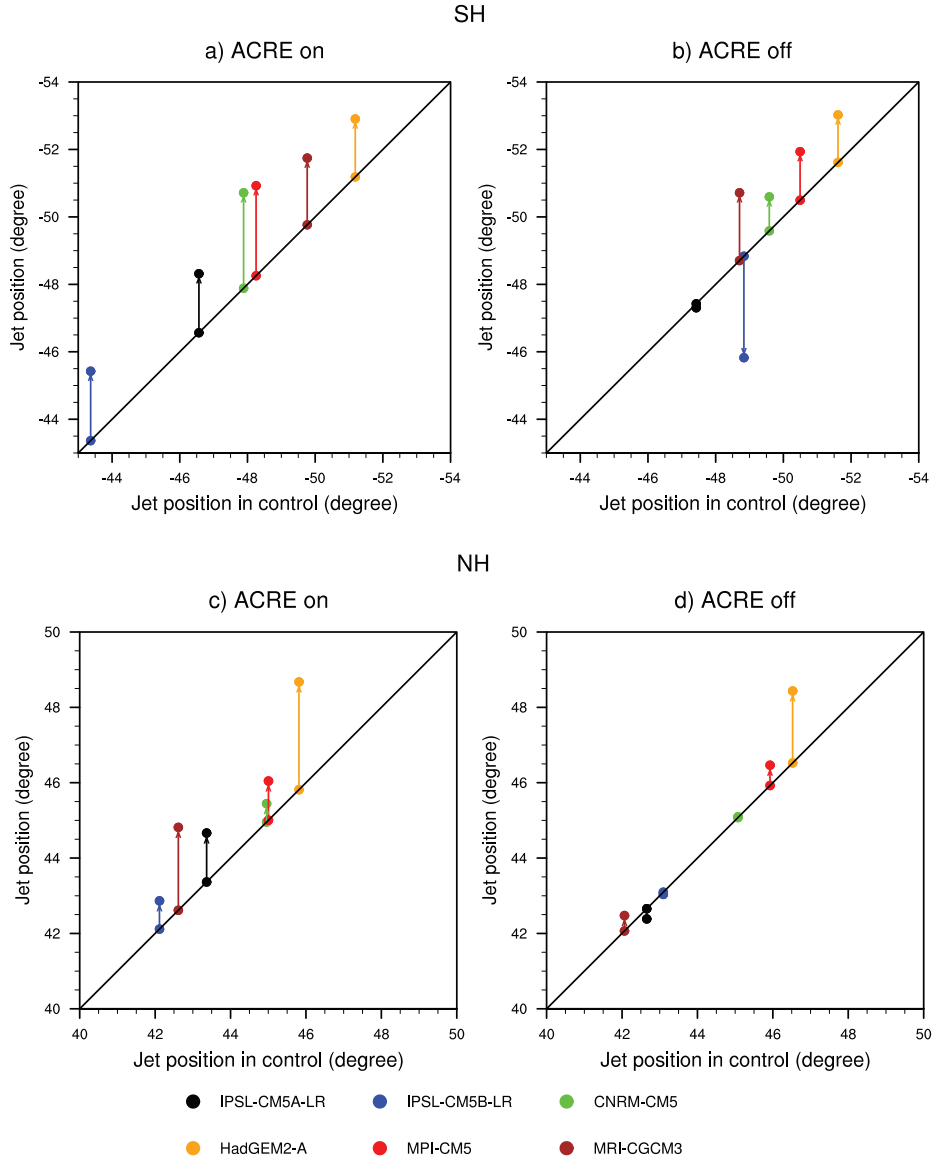 SH
a) ACRE on
b) ACRE off
-54
-52
-50
-48
-46
-44
Jet position (degree)
-44 -46 -48 -50 -52 -54
Jet position in control (degree)
-54
-52
-50
-48
-46
-44
Jet position (degree)
-44 -46 -48 -50 -52 -54
Jet position in control (degree)
NH
c) ACRE on
d) ACRE off
50
48
46
44
42
40
Jet position (degree)
40 42 44 46 48 50
Jet position in control (degree)
50
48
46
44
42
40
Jet position (degree)
40 42 44 46 48 50
Jet position in control (degree)
IPSL-CM5A-LR IPSL-CM5B-LR CNRM-CM5
HadGEM2-A MPI-CM5 MRI-CGCM3